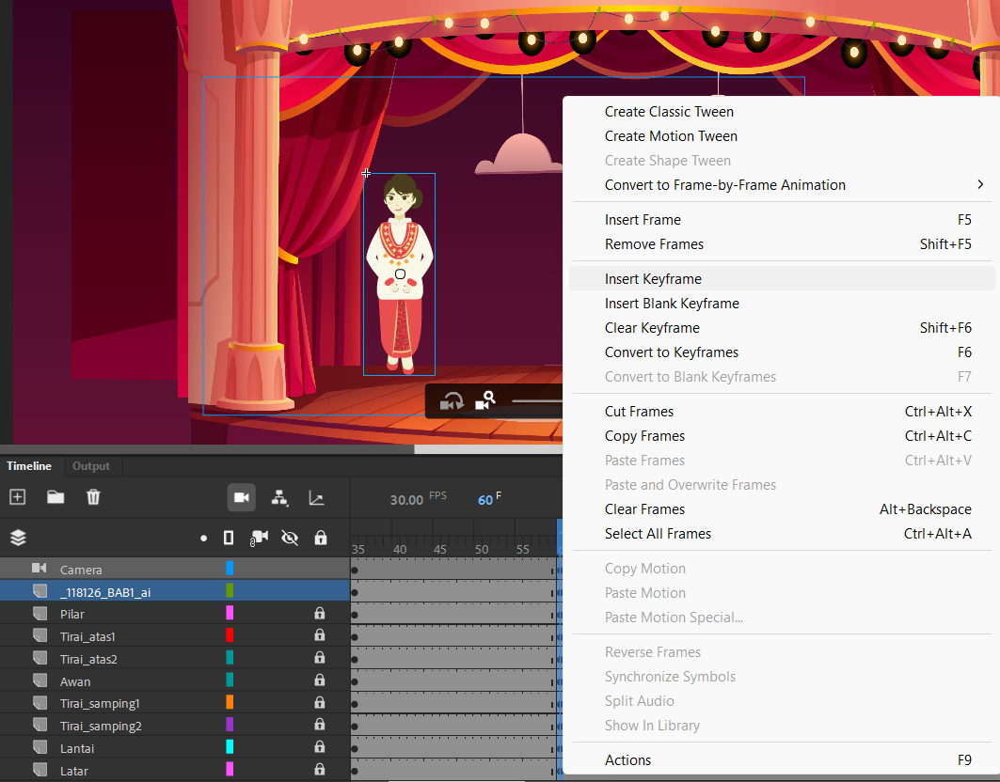 Create Classic Tween
Create Motion Tween
Create Shape Tween
Convert to Frame-by-Frame Animation
Insert Frame F5
Remove Frames Shift+F5
Insert Keyframe
Insert Blank Keyframe
Clear Keyframe Shift+F6
Convert to Keyframes F6
Convert to Blank Keyframes F7
Cut Frames Ctrl+Alt+X
Copy Frames Ctrl+Alt+C
Paste Frames Ctrl+Alt+V
Paste and Overwrite Frames
Clear Frames Alt+Backspace
Select All Frames Ctrl+Alt+A
Copy Motion
Paste Motion
Paste Motion Special...
Reverse Frames
Synchronize Symbols
Split Audio
Show In Library
Actions F9
Timeline Output
30.00 FPS 60 F
35 40 45 50 55
Camera
_118126_BAB1_ai
Pilar
Tirai_atas1
Tirai_atas2
Awan
Tirai_samping1
Tirai_samping2
Lantai
Latar